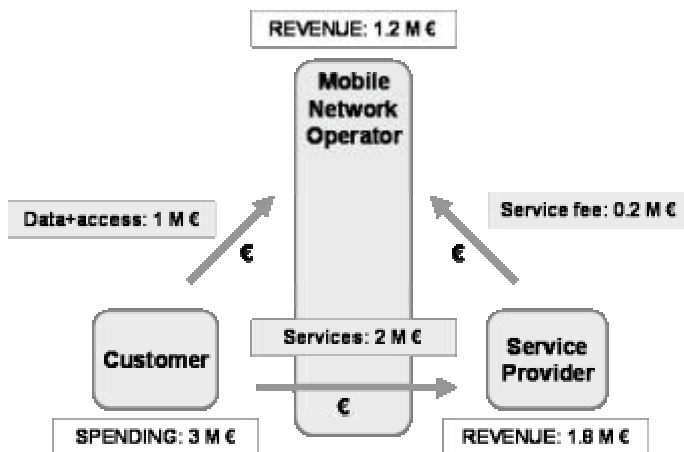 REVENUE: 1.2 M €
Mobile
Network
Operator
Data+access: 1 M €
Service fee: 0.2 M €
€
€
Services: 2 M €
Customer
Service
Provider
€
SPENDING: 3 M €
REVENUE: 1.8 M €